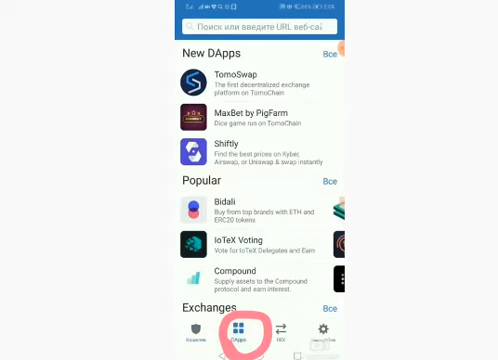 Поиск или введите URL веб-сай
New DApps
Все
TomoSwap
The first decentralized exchange
platform on TomoChain
MaxBet by PigFarm
Dice game run on TomoChain
Shiftly
Find the best prices on Kyber,
Airswap, or Uniswap & swap instantly
Popular
Все
Bidali
Buy from top brands with ETH and
ERC20 tokens
IoTeX Voting
Vote for IoTeX Delegates and Earn
Compound
Supply assets to the Compound
protocol and earn interest.
Exchanges
Все
Кошелек
DApps